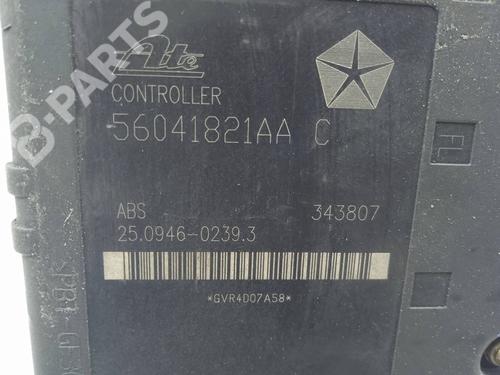 B-PARTS
Ate
CONTROLLER
56041821AA C
FL
ABS 343807
25.0946-0239.3
*GVR4D07A58*